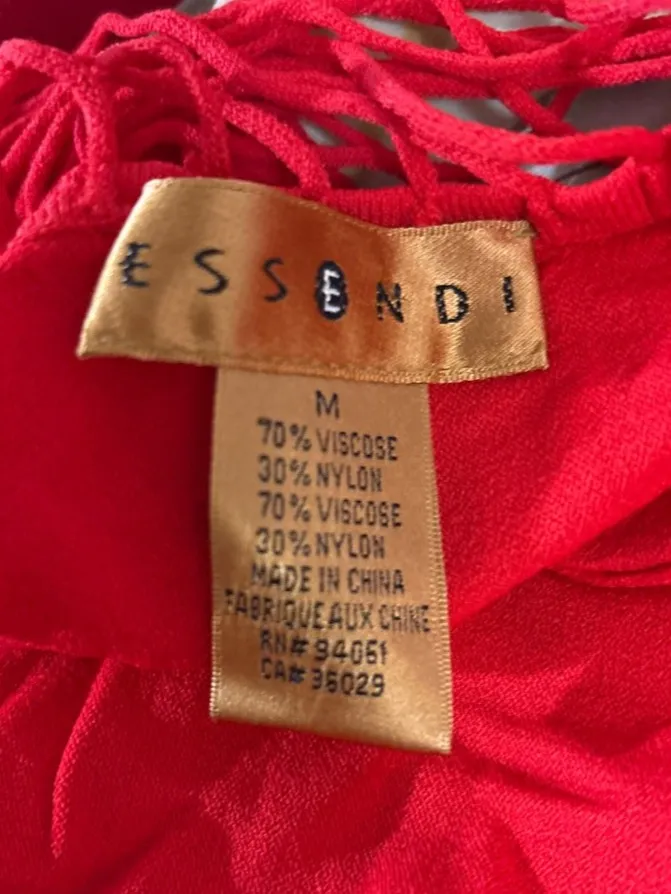 ESSENDI
M
70% VISCOSE
30% NYLON
70% VISCOSE
30% NYLON
MADE IN CHINA
FABRIQUE AUX CHINE
RN# 94061
CA# 36029